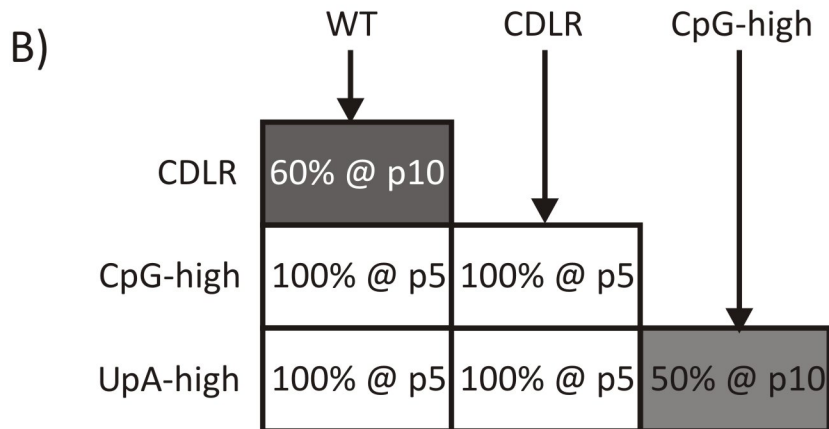 B)
WT CDLR CpG-high
CDLR 60% @ p10
CpG-high 100% @ p5 100% @ p5
UpA-high 100% @ p5 100% @ p5 50% @ p10